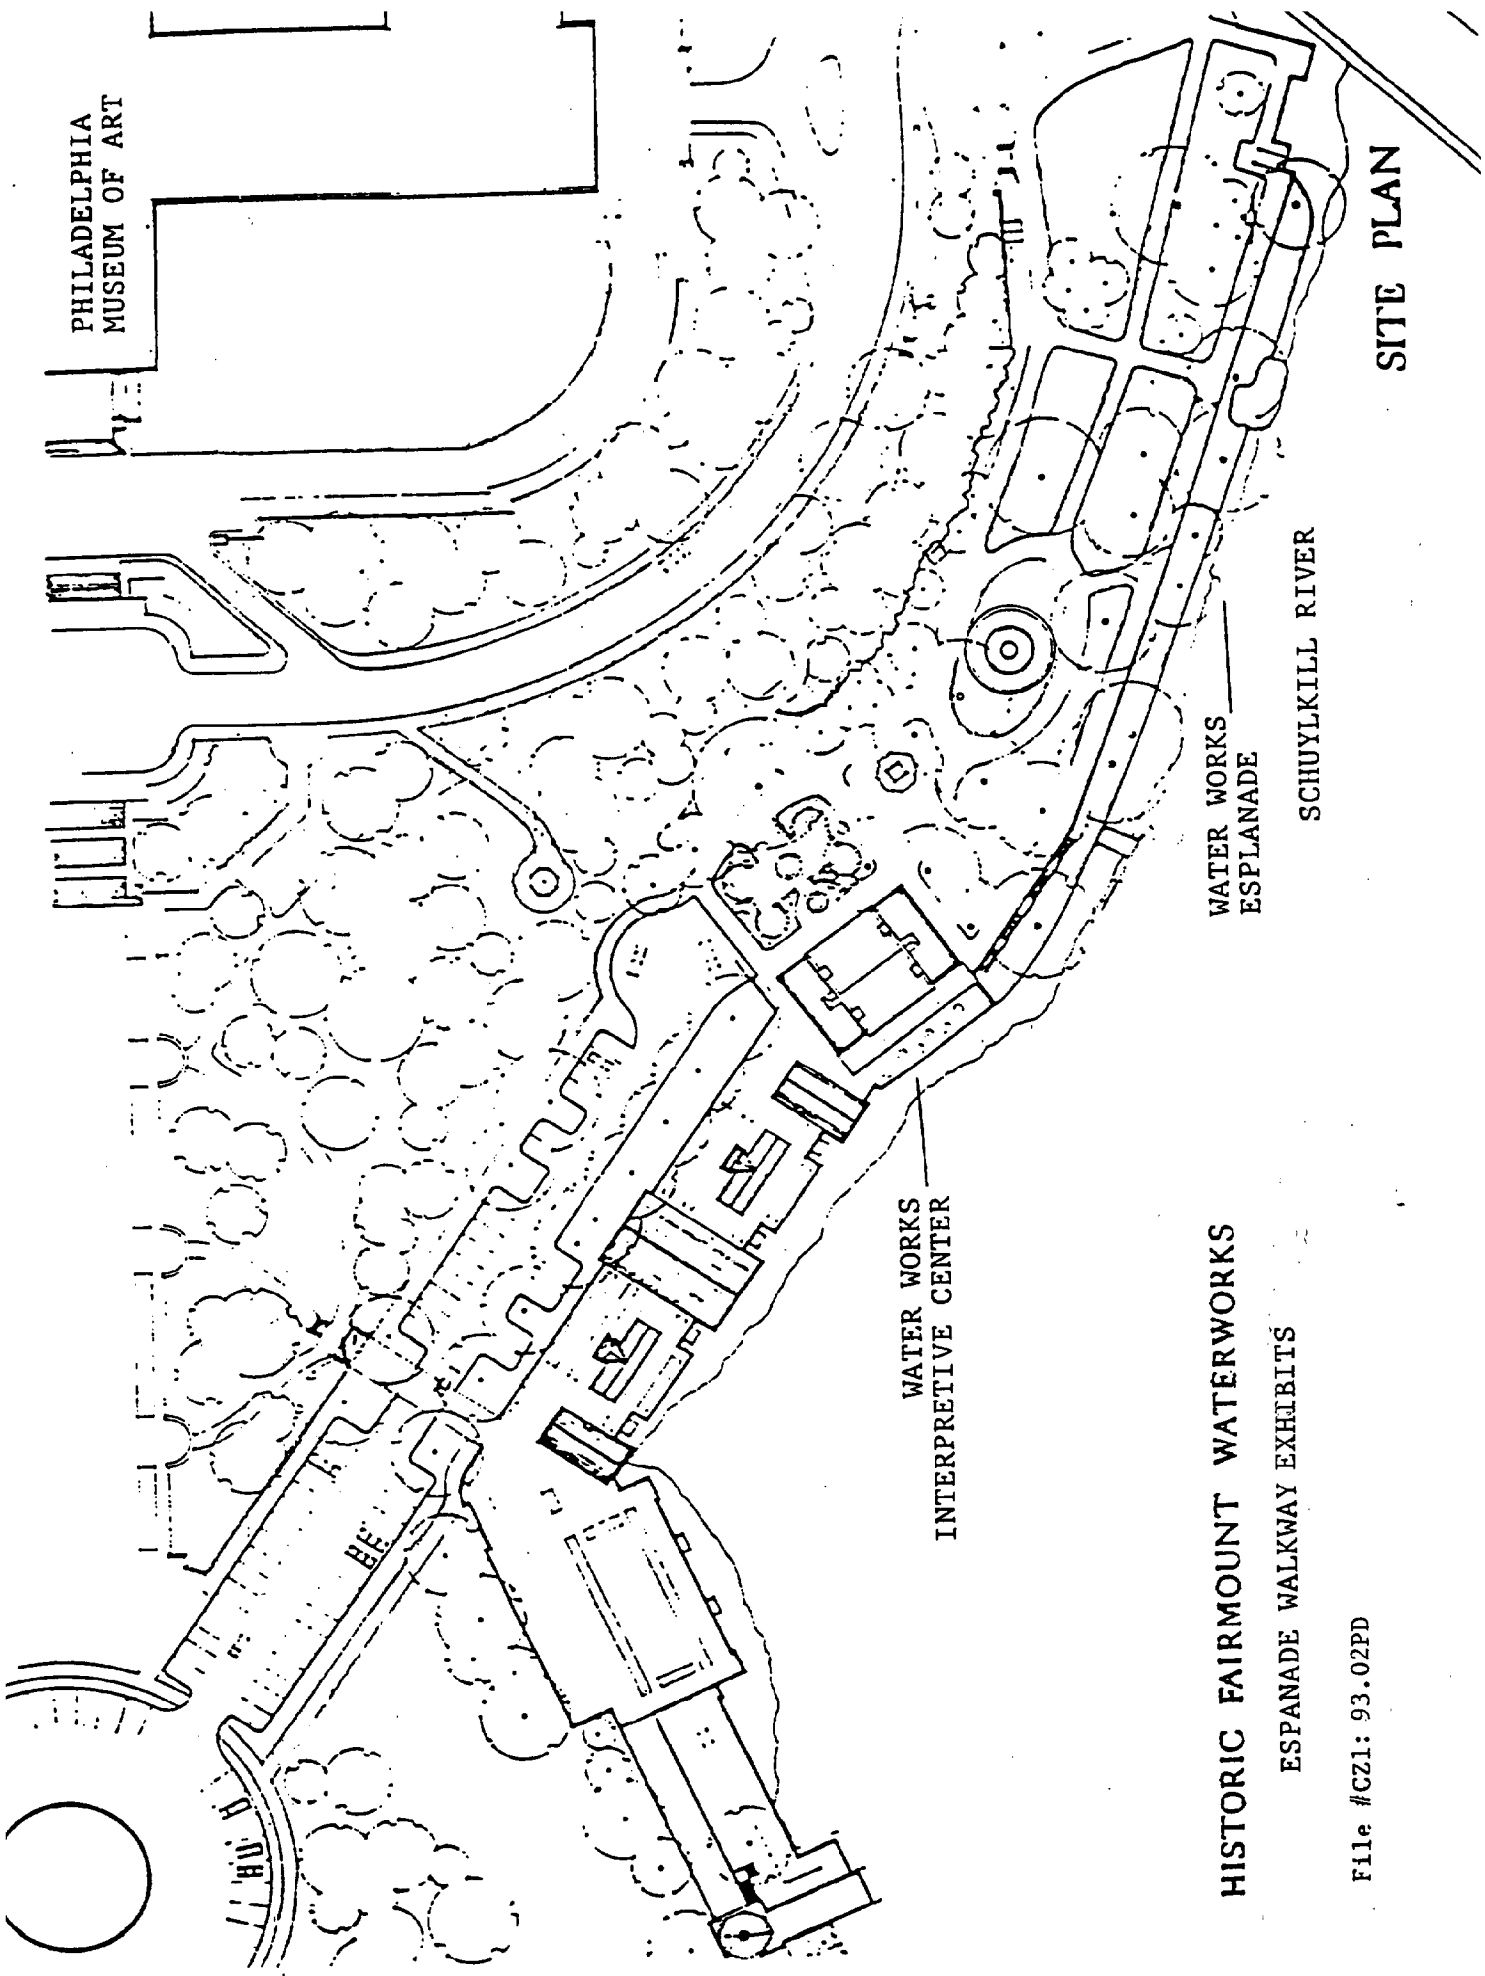 PHILADELPHIA
MUSEUM OF ART
WATER WORKS
ESPLANADE
SCHUYLKILL RIVER
SITE PLAN
WATER WORKS
INTERPRETIVE CENTER
HISTORIC FAIRMOUNT WATERWORKS
ESPANADE WALKWAY EXHIBITS
File #CZ1: 93.02PD